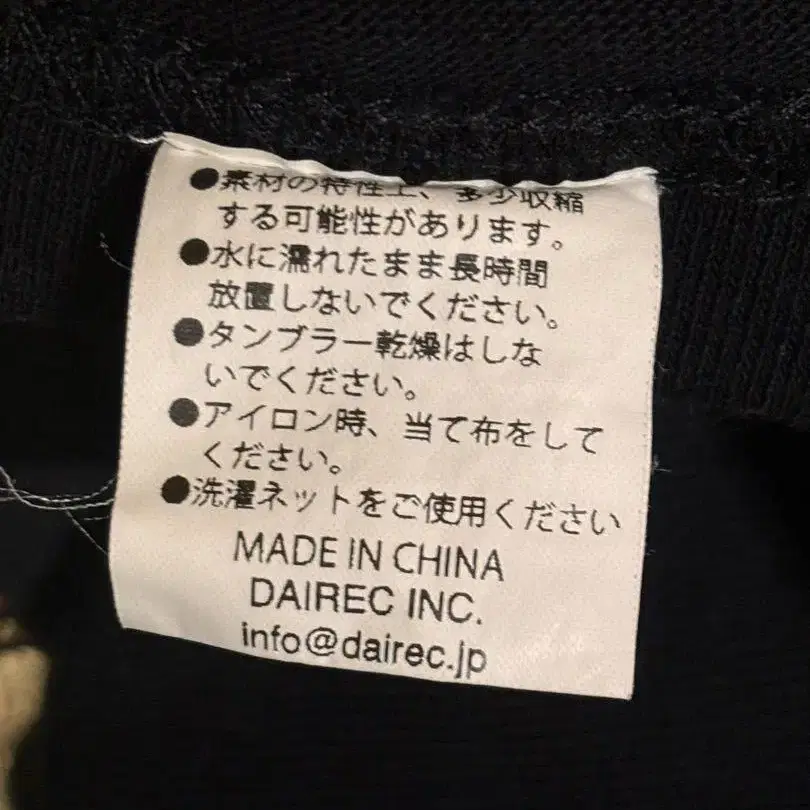 ●素材の特性上、多少収縮
する可能性があります。
●水に濡れたまま長時間
放置しないでください。
●タンブラー乾燥はしな
いでください。
●アイロン時、当て布をして
ください。
●洗濯ネットをご使用ください
MADE IN CHINA
DAIREC INC.
info@dairec.jp